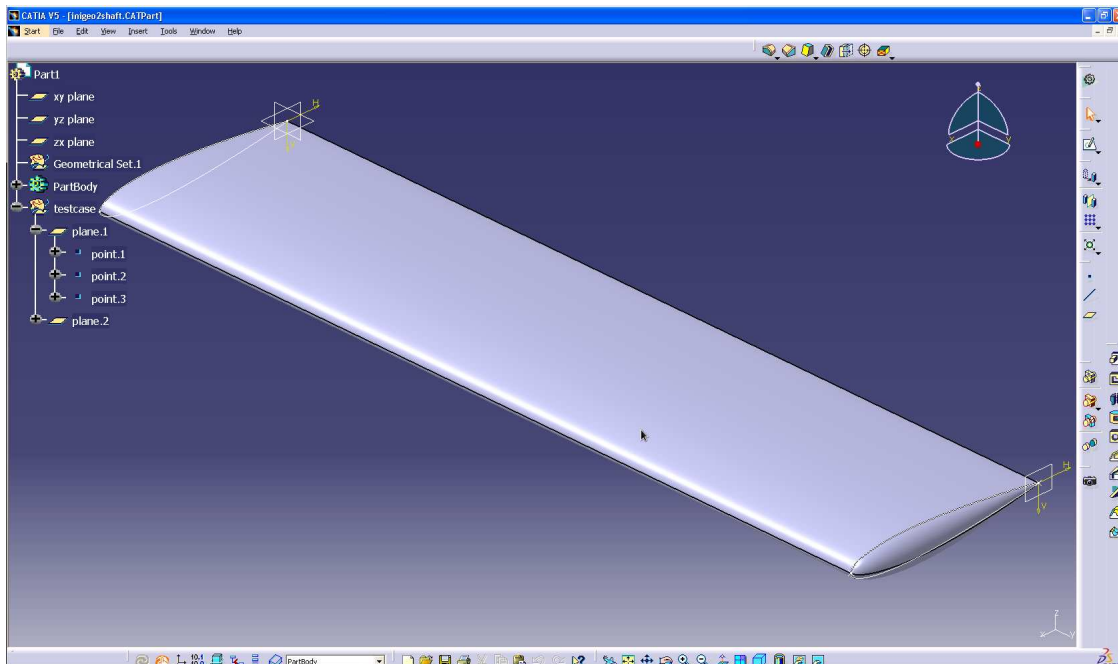 CATIA V5 - [inigeo2shaft.CATPart]
Start File Edit View Insert Tools Window Help
Part1
xy plane
yz plane
zx plane
Geometrical Set.1
PartBody
testcase
plane.1
point.1
point.2
point.3
plane.2
H
V
H
V
z
x y
PartBody